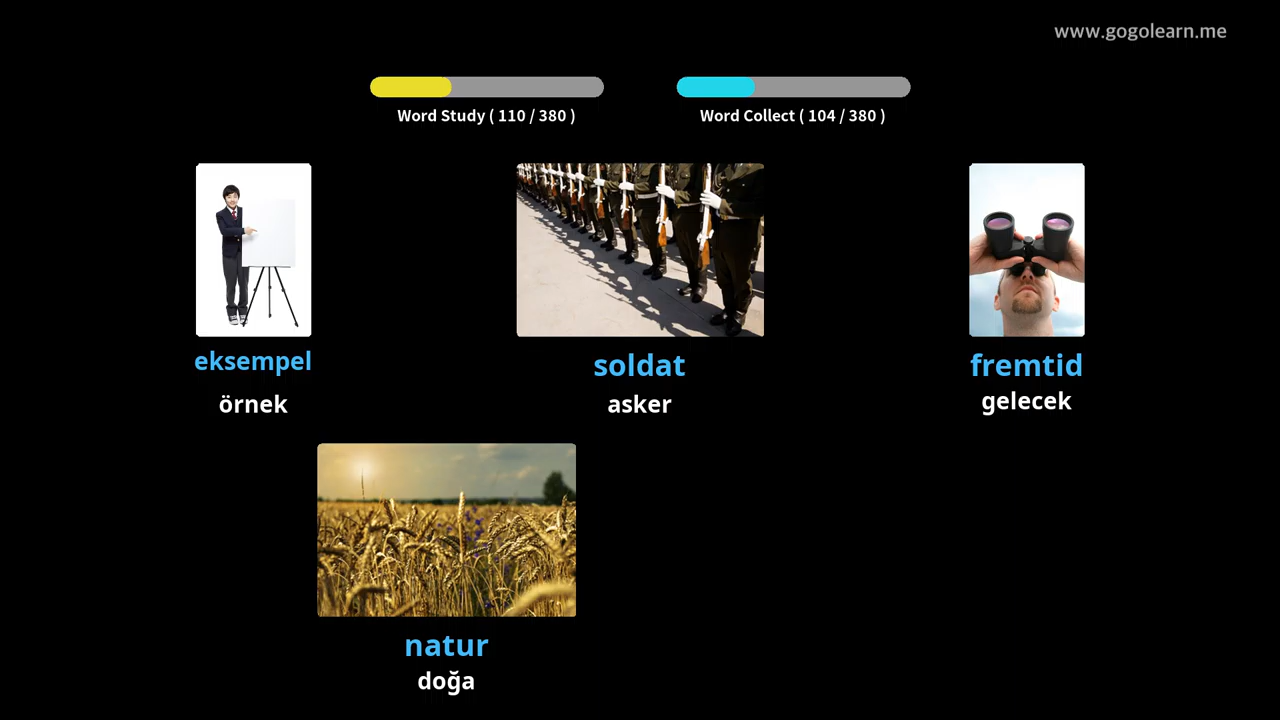 www.gogolearn.me
Word Study ( 110 / 380 )
Word Collect ( 104 / 380 )
eksempel
örnek
soldat
asker
fremtid
gelecek
natur
doğa